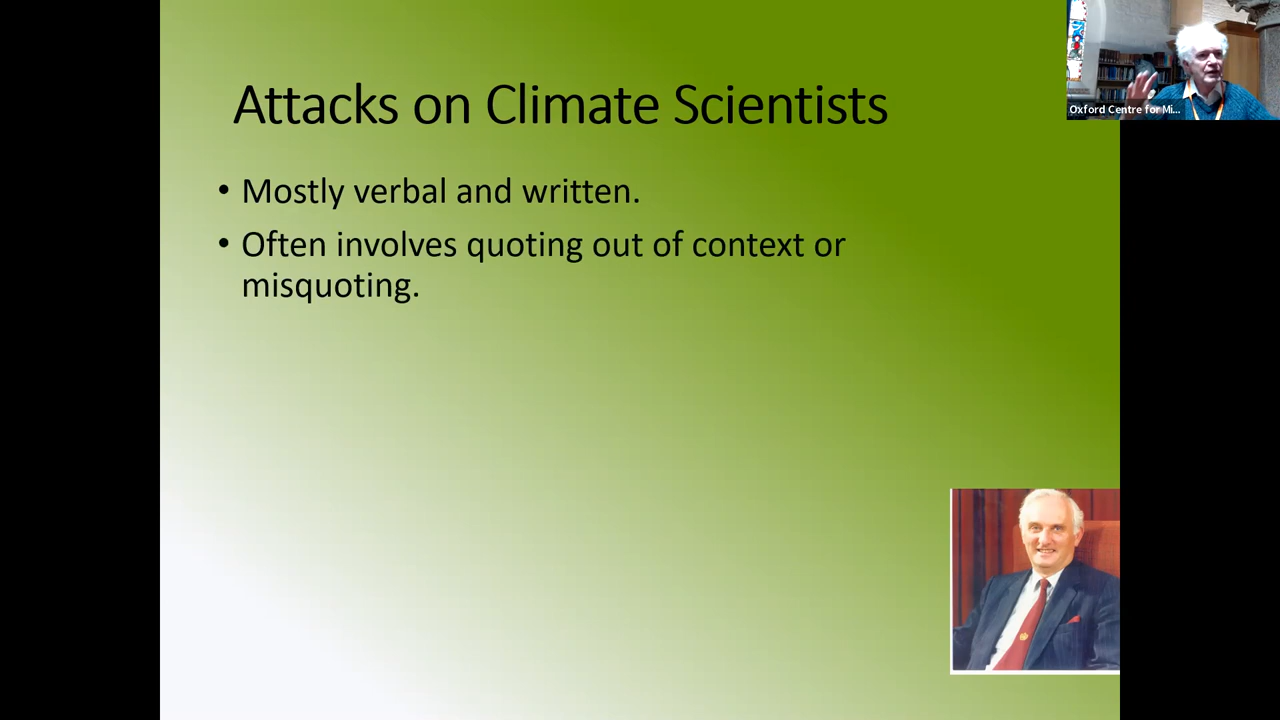 Attacks on Climate Scientists
• Mostly verbal and written.
• Often involves quoting out of context or
misquoting.
Oxford Centre for Mi...